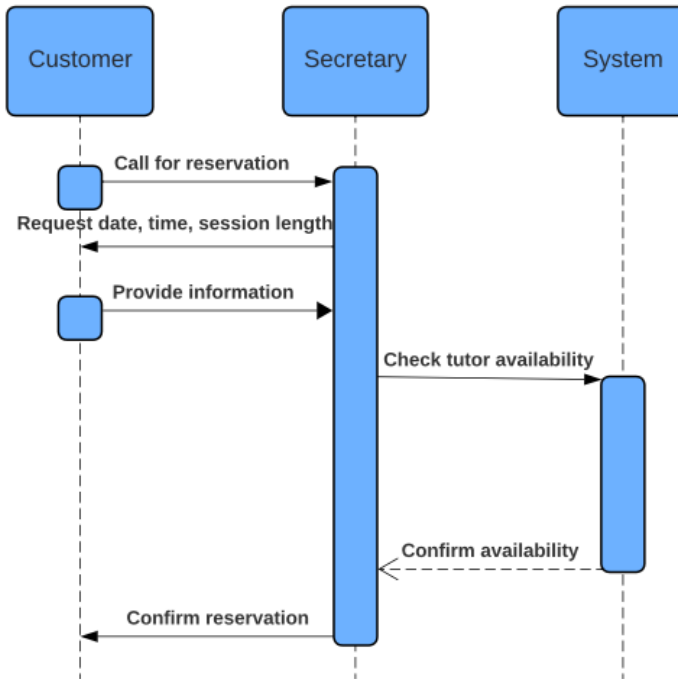 Customer
Secretary
System
Call for reservation
Request date, time, session length
Provide information
Check tutor availability
Confirm availability
Confirm reservation